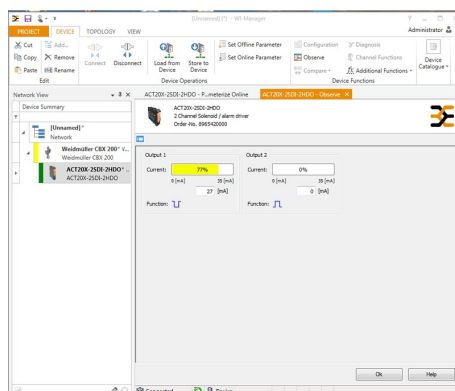 [Unnamed] (*) - WI-Manager
PROJECT DEVICE TOPOLOGY VIEW Administrator
Cut Add...
Copy Remove
Paste Rename
Connect Disconnect
Load from Device
Store to Device
Set Offline Parameter
Set Online Parameter
Configuration Diagnosis
Observe Channel Functions
Compare Additional Functions
Device Catalogue
Edit Device Operations Device Functions
Network View
ACT20X-2SDI-2HDO - P...meterize Online
ACT20X-2SDI-2HDO - Observe
Device Summary
[Unnamed]*
Network
Weidmüller CBX 200*
Weidmüller CBX 200
ACT20X-2SDI-2HDO*
ACT20X-2SDI-2HDO
ACT20X-2SDI-2HDO
2 Channel Solenoid / alarm driver
Order-No. 8965420000
Output 1 Output 2
Current: 77% Current: 0%
0 [mA] 35 [mA] 0 [mA] 35 [mA]
27 [mA] 0 [mA]
Function: Function:
Ok Help
Connected Device